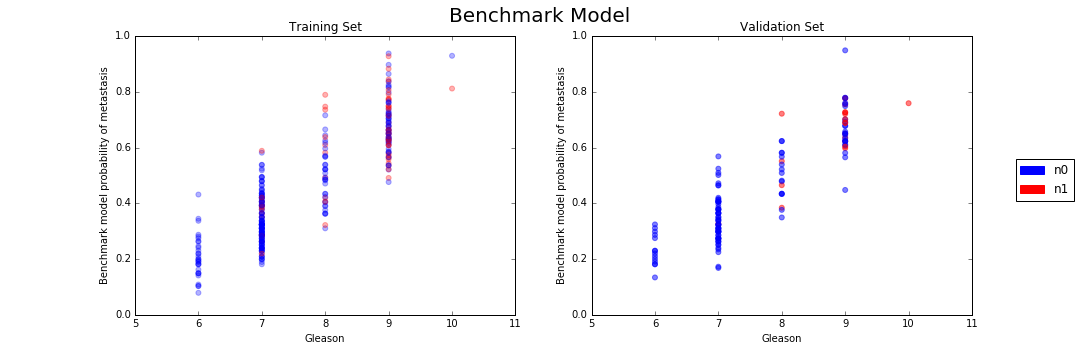 Benchmark Model
Training Set
Benchmark model probability of metastasis
1.0
0.8
0.6
0.4
0.2
0.0
5 6 7 8 9 10 11
Gleason
Validation Set
Benchmark model probability of metastasis
1.0
0.8
0.6
0.4
0.2
0.0
5 6 7 8 9 10 11
Gleason
n0
n1